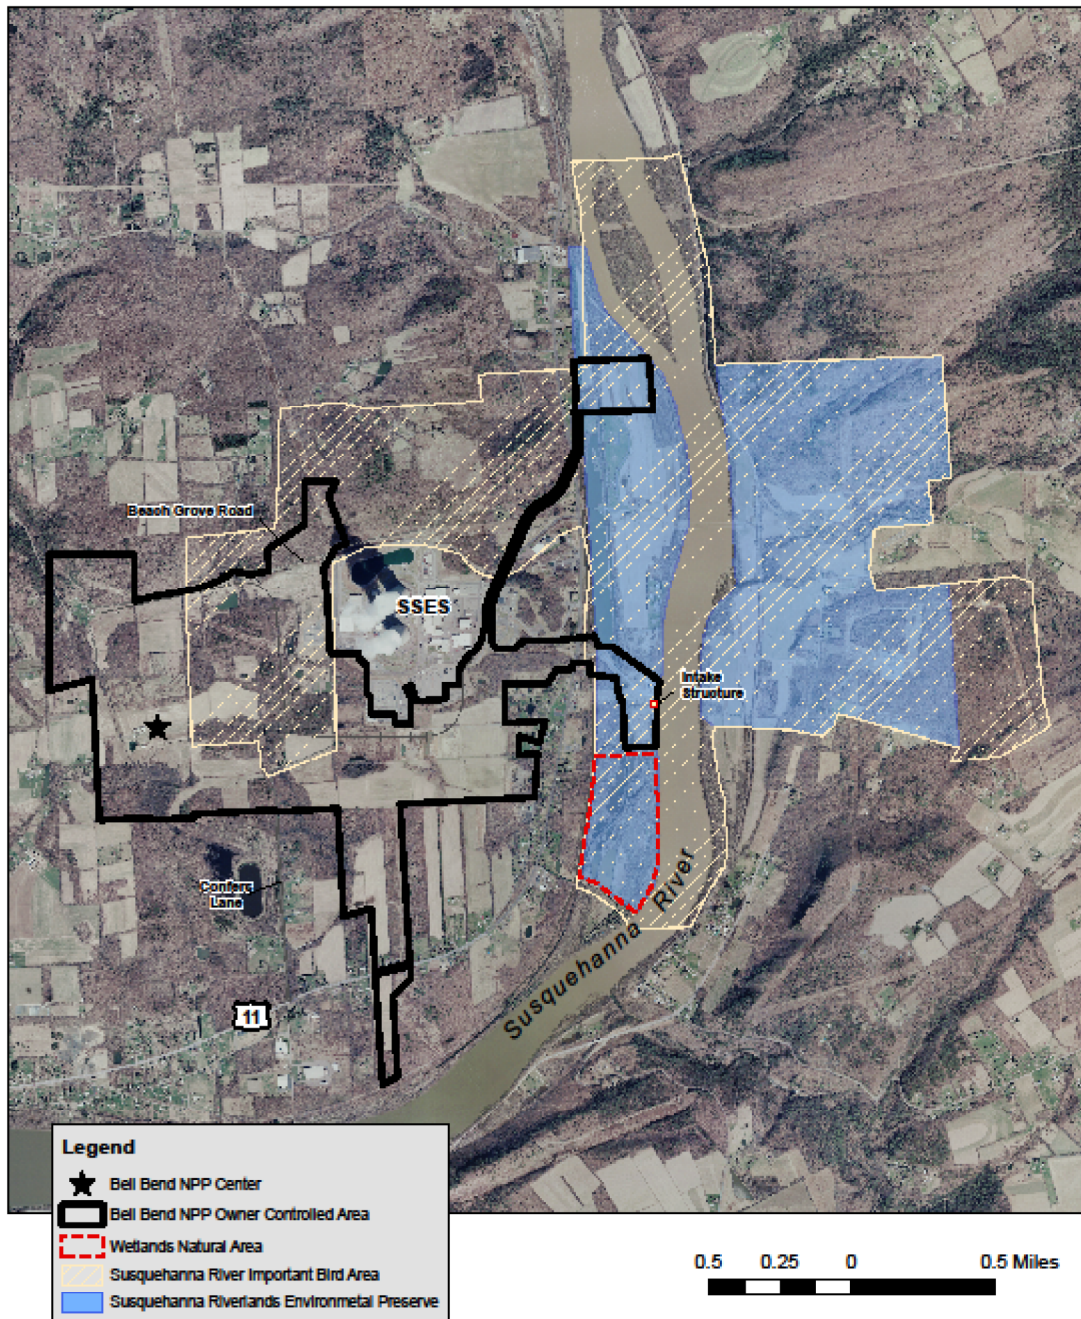 Beach Grove Road
SSES
Intake
Structure
Confers
Lane
Susquehanna River
11
Legend
Bell Bend NPP Center
Bell Bend NPP Owner Controlled Area
Wetlands Natural Area
Susquehanna River Important Bird Area
Susquehanna Riverlands Environmetal Preserve
0.5 0.25 0 0.5 Miles